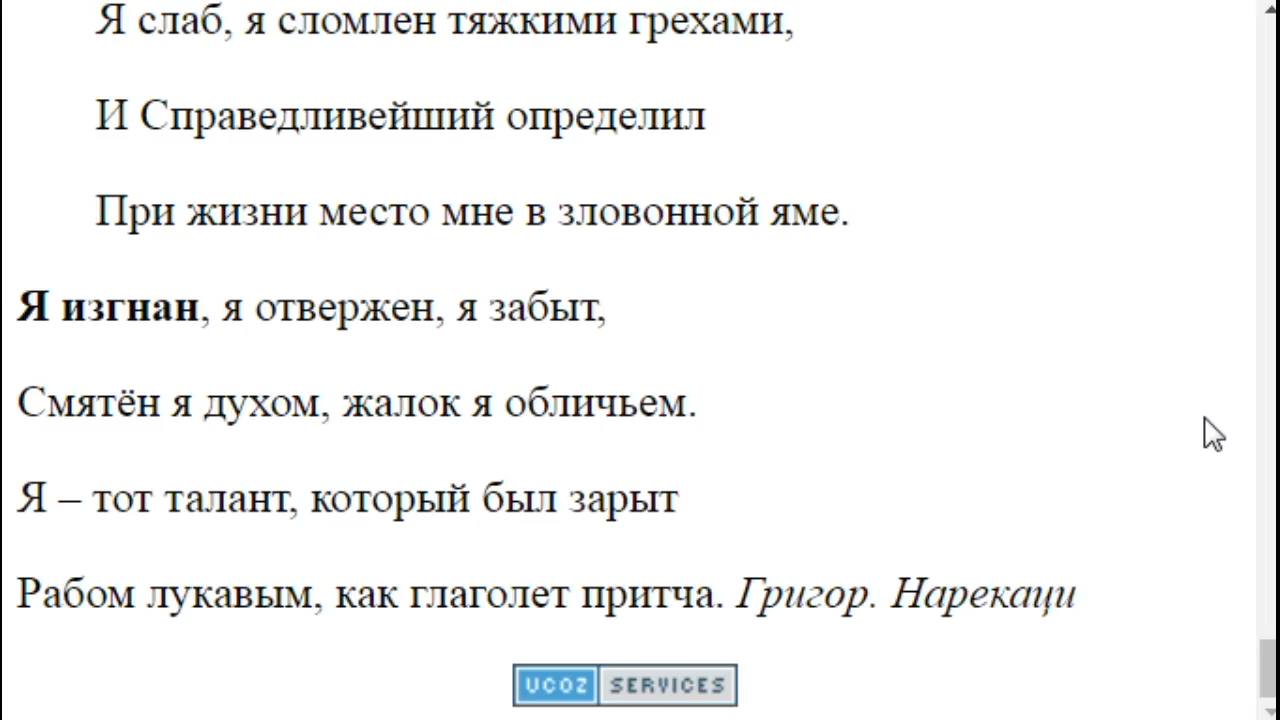 Я слаб, я сломлен тяжкими грехами,
И Справедливейший определил
При жизни место мне в зловонной яме.
Я изгнан, я отвержен, я забыт,
Смятён я духом, жалок я обличьем.
Я – тот талант, который был зарыт
Рабом лукавым, как глаголет притча. Григор. Нарекаци
UCOZ SERVICES